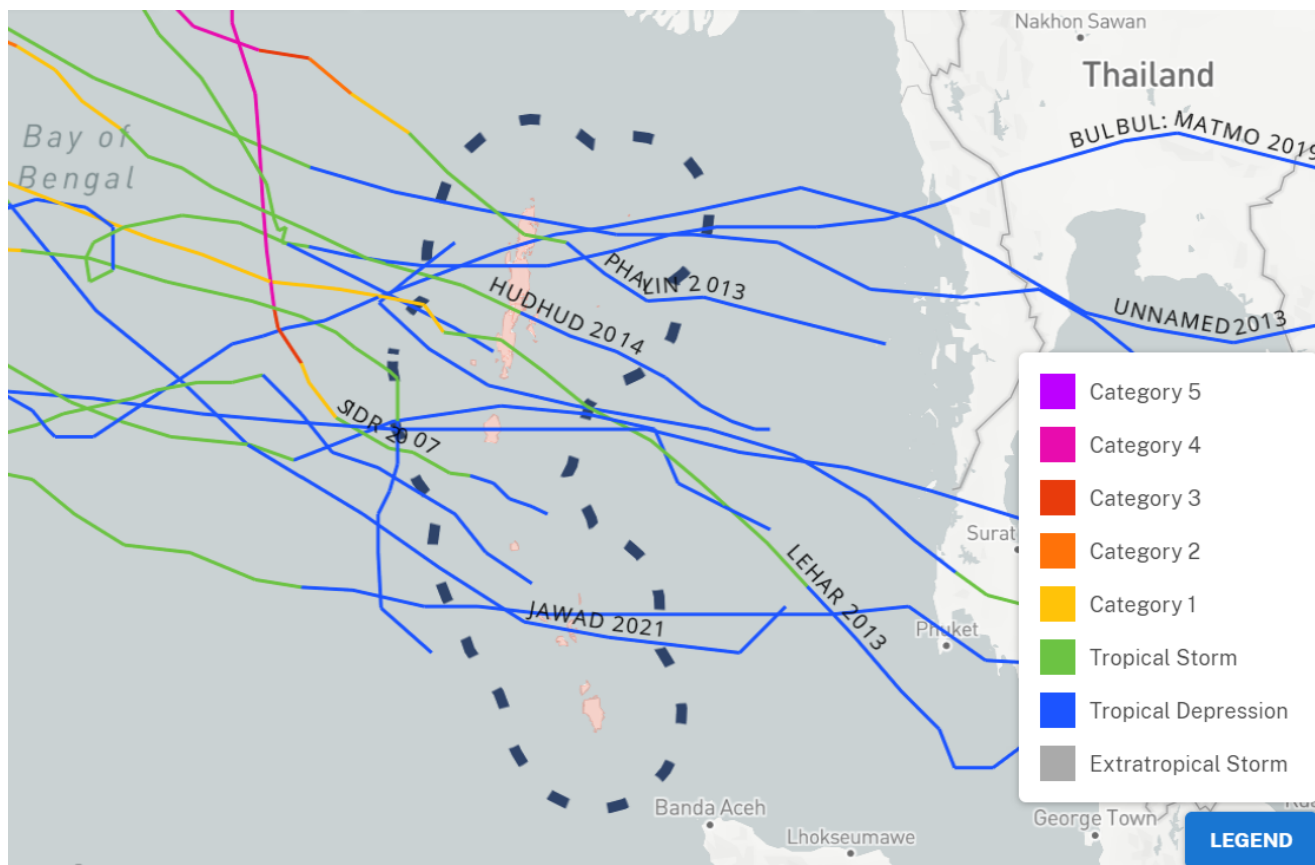 Nakhon Sawan
Thailand
BULBUL: MATMO 2019
Bay of
Bengal
PHAILIN 2013
HUDHUD 2014
UNNAMED 2013
SIDR 2007
LEHAR 2013
JAWAD 2021
Surat
Phuket
Banda Aceh
Lhokseumawe
George Town
Category 5
Category 4
Category 3
Category 2
Category 1
Tropical Storm
Tropical Depression
Extratropical Storm
LEGEND